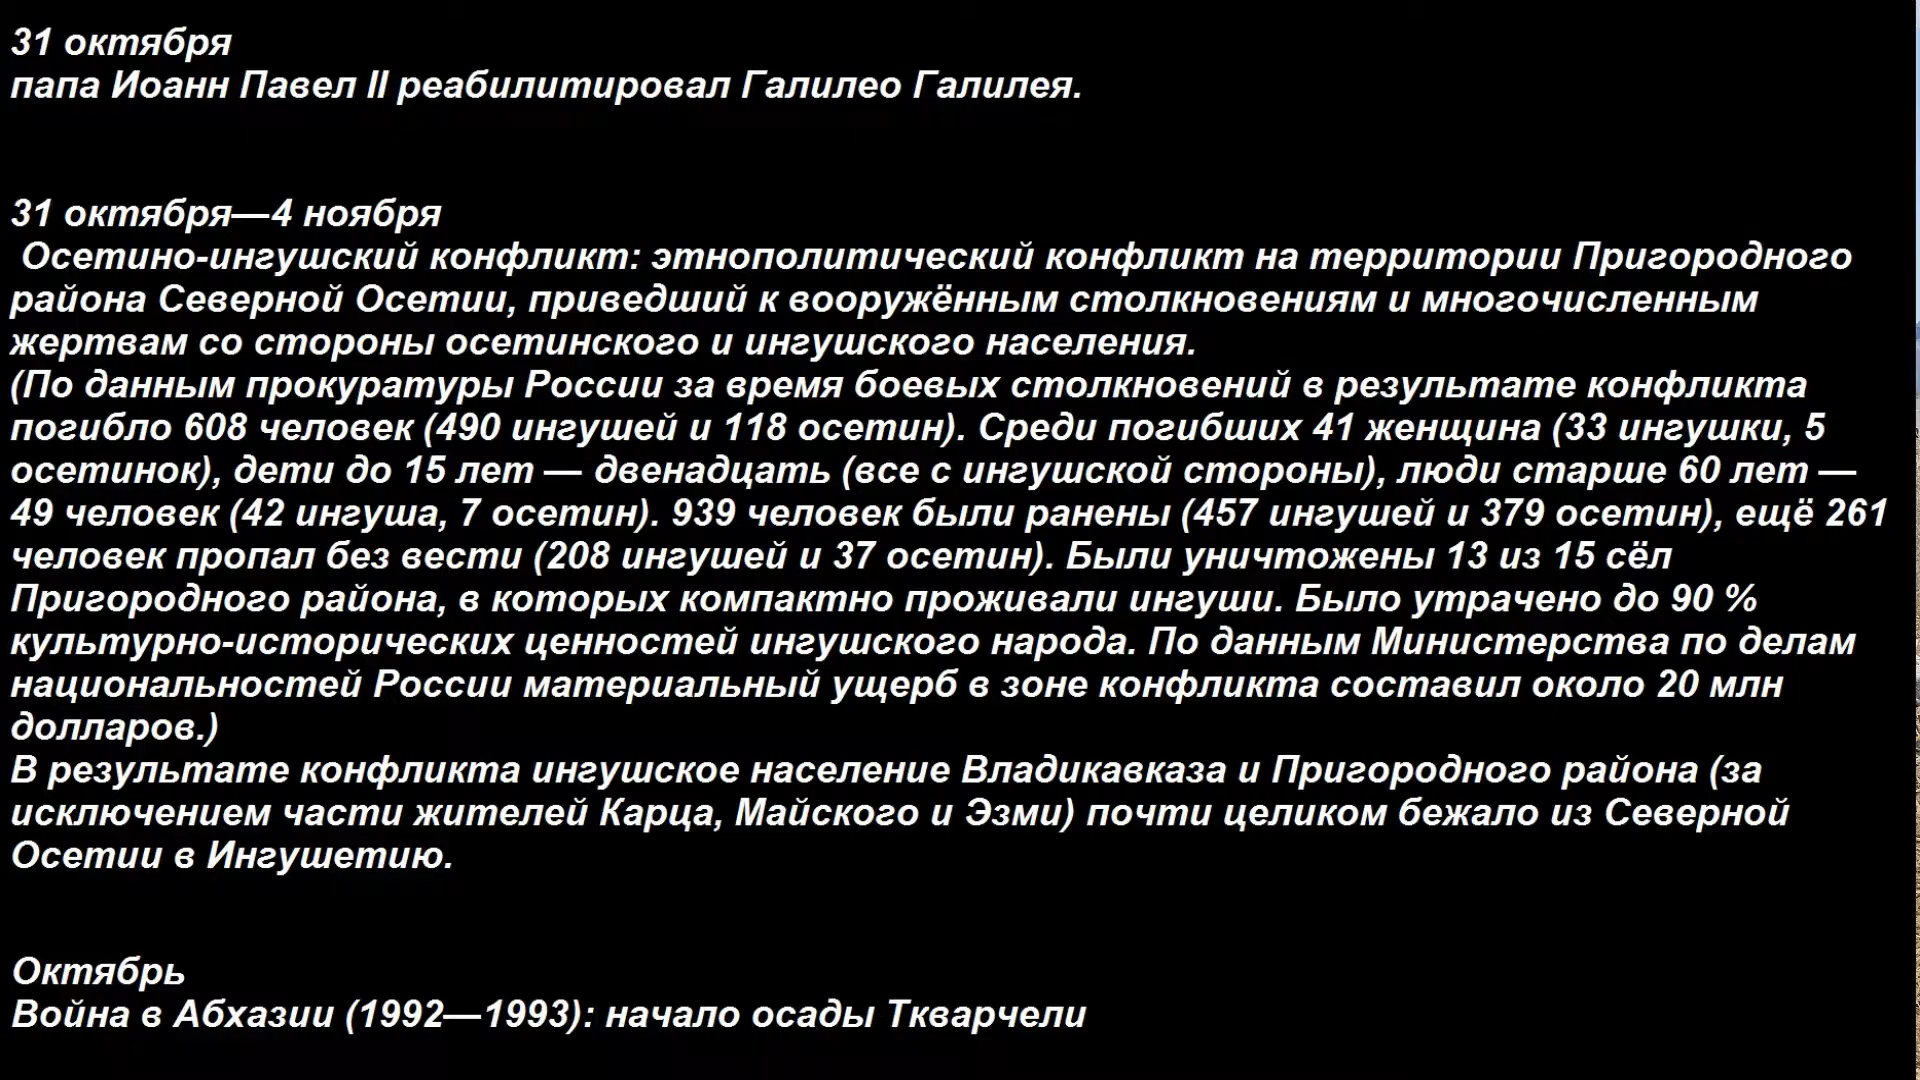 31 октября
папа Иоанн Павел II реабилитировал Галилео Галилея.
31 октября—4 ноября
Осетино-ингушский конфликт: этнополитический конфликт на территории Пригородного
района Северной Осетии, приведший к вооружённым столкновениям и многочисленным
жертвам со стороны осетинского и ингушского населения.
(По данным прокуратуры России за время боевых столкновений в результате конфликта
погибло 608 человек (490 ингушей и 118 осетин). Среди погибших 41 женщина (33 ингушки, 5
осетинок), дети до 15 лет — двенадцать (все с ингушской стороны), люди старше 60 лет —
49 человек (42 ингуша, 7 осетин). 939 человек были ранены (457 ингушей и 379 осетин), ещё 261
человек пропал без вести (208 ингушей и 37 осетин). Были уничтожены 13 из 15 сёл
Пригородного района, в которых компактно проживали ингуши. Было утрачено до 90 %
культурно-исторических ценностей ингушского народа. По данным Министерства по делам
национальностей России материальный ущерб в зоне конфликта составил около 20 млн
долларов.)
В результате конфликта ингушское население Владикавказа и Пригородного района (за
исключением части жителей Карца, Майского и Эзми) почти целиком бежало из Северной
Осетии в Ингушетию.
Октябрь
Война в Абхазии (1992—1993): начало осады Ткварчели